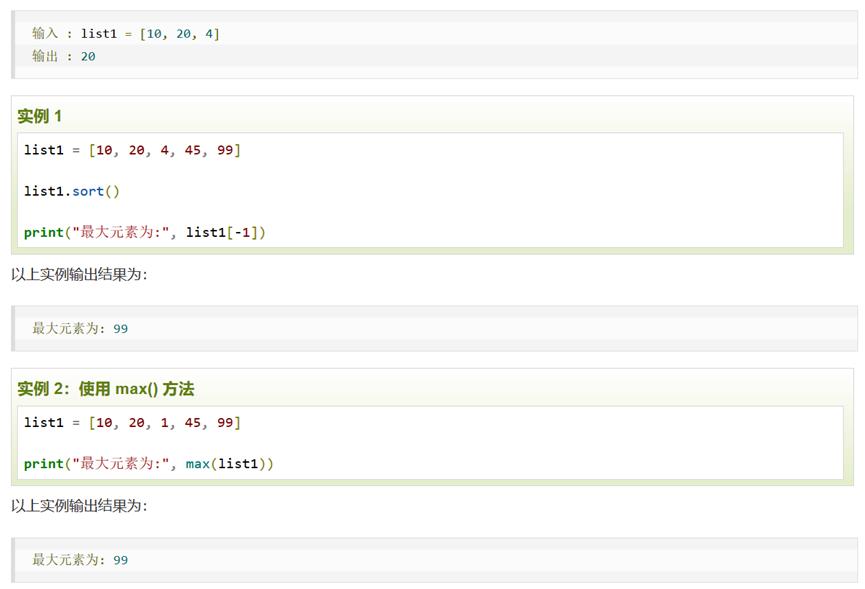 输入 : list1 = [10, 20, 4]
输出 : 20
实例 1
list1 = [10, 20, 4, 45, 99]
list1.sort()
print("最大元素为:", list1[-1])
以上实例输出结果为：
最大元素为: 99
实例 2：使用 max() 方法
list1 = [10, 20, 1, 45, 99]
print("最大元素为:", max(list1))
以上实例输出结果为：
最大元素为: 99